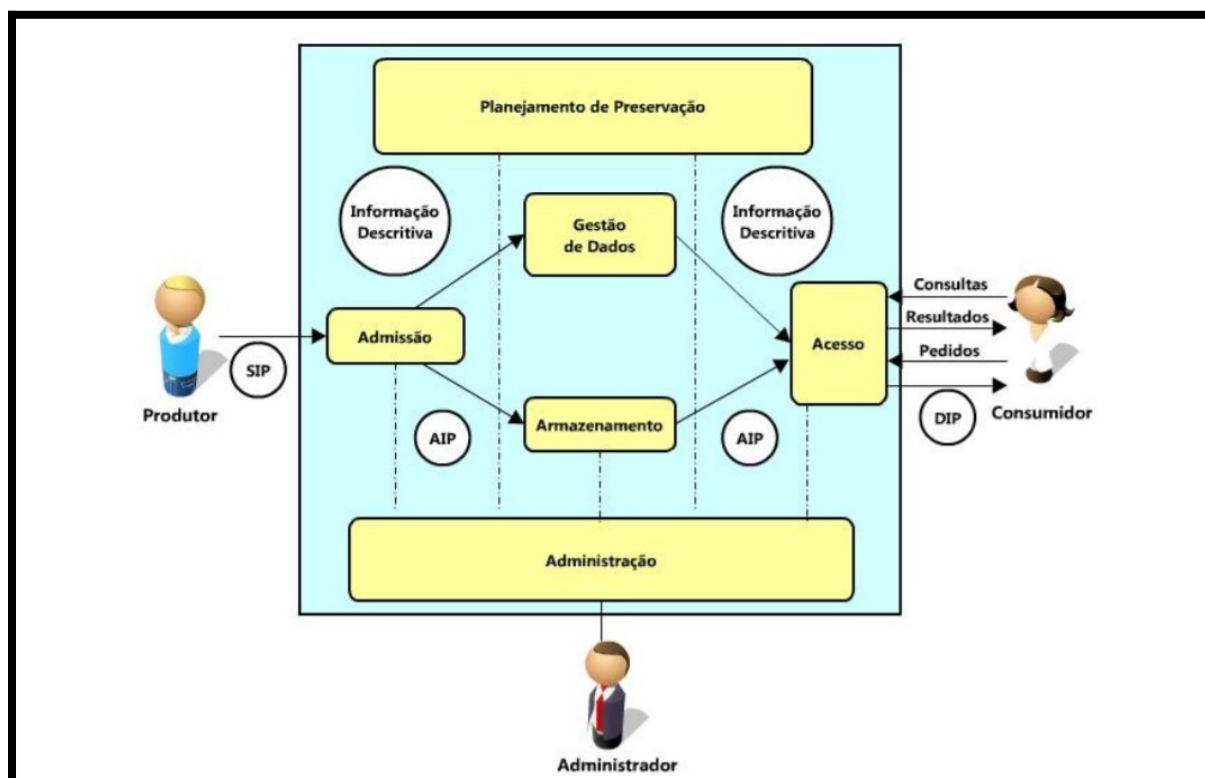 Planejamento de Preservação
Informação
Descritiva
Gestão
de Dados
Informação
Descritiva
Consultas
Resultados
Admissão
Acesso
Pedidos
SIP
Produtor
Consumidor
DIP
Armazenamento
AIP
AIP
Administração
Administrador